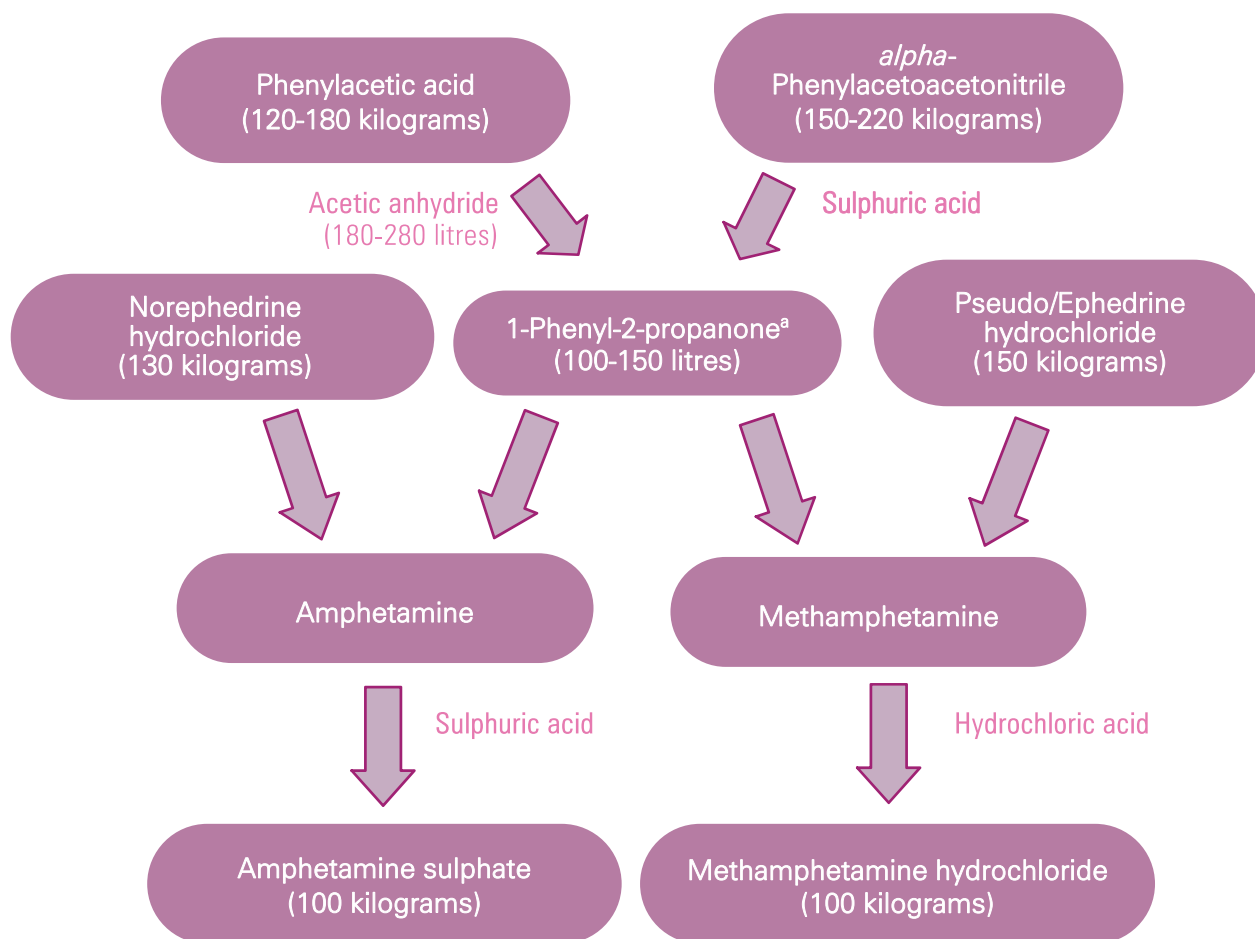 Phenylacetic acid
(120-180 kilograms)
alpha-
Phenylacetoacetonitrile
(150-220 kilograms)
Acetic anhydride
(180-280 litres)
Sulphuric acid
Norephedrine
hydrochloride
(130 kilograms)
1-Phenyl-2-propanoneª
(100-150 litres)
Pseudo/Ephedrine
hydrochloride
(150 kilograms)
Amphetamine
Methamphetamine
Sulphuric acid
Hydrochloric acid
Amphetamine sulphate
(100 kilograms)
Methamphetamine hydrochloride
(100 kilograms)